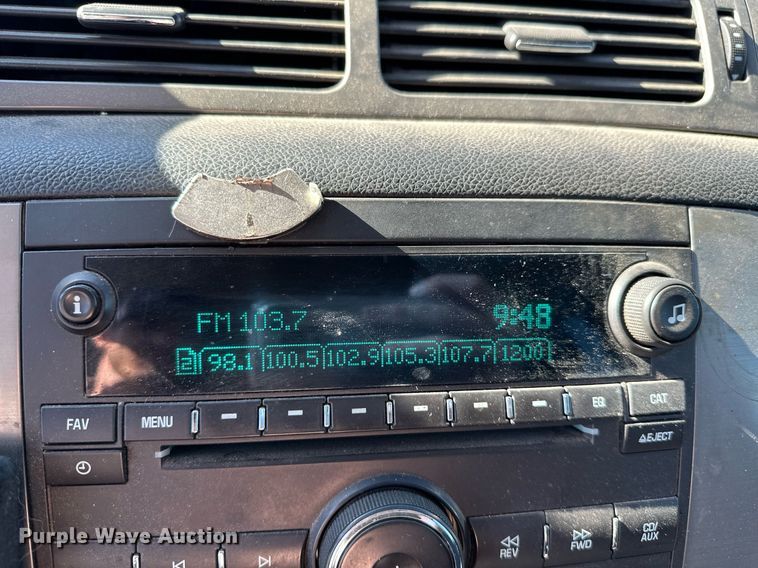 i
FM 103.7 9:48
2 98.1 100.5 102.9 105.3 107.7 1200
FAV MENU EQ CAT
EJECT
REV FWD CD/
AUX
Purple Wave Auction